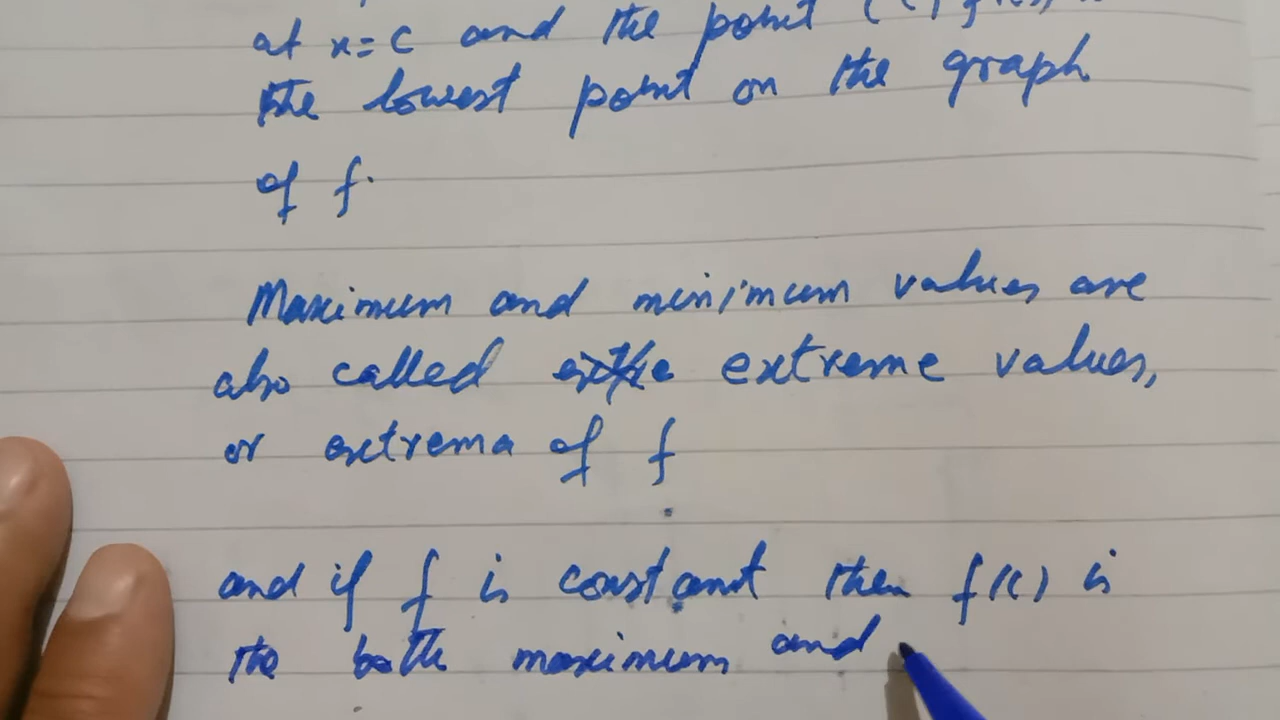 at x=c and the point
the lowest point on the graph
of f.
Maximum and minimum values are
also called extreme values,
or extrema of f
and if f is constant then f(c) is
the both maximum and